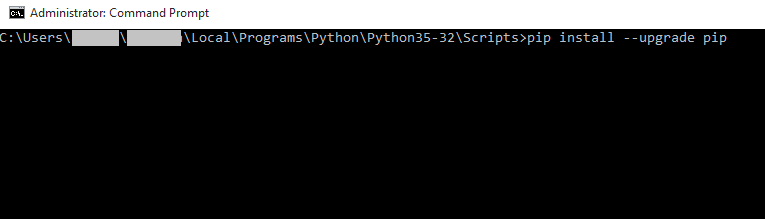 Administrator: Command Prompt
C:\Users\ \ \Local\Programs\Python\Python35-32\Scripts>pip install --upgrade pip